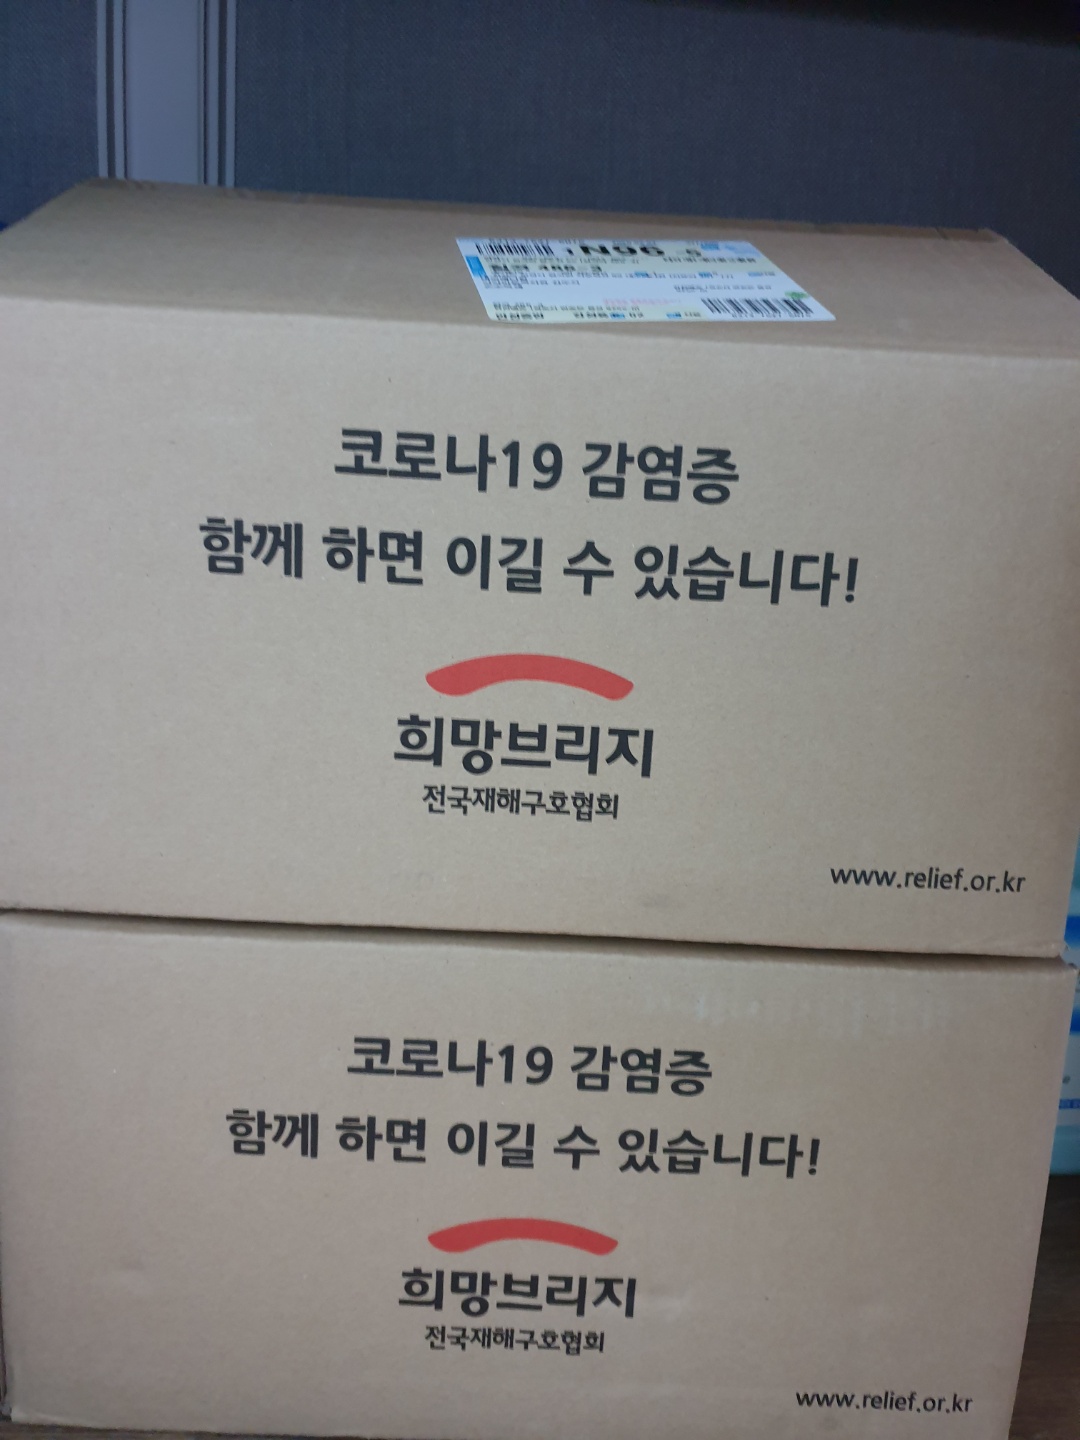 코로나19 감염증
함께 하면 이길 수 있습니다!
희망브리지
전국재해구호협회
www.relief.or.kr
코로나19 감염증
함께 하면 이길 수 있습니다!
희망브리지
전국재해구호협회
www.relief.or.kr